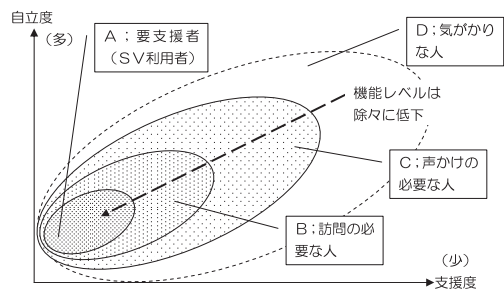 自立度
(多)
A；要支援者
(SV利用者)
D；気がかり
な人
機能レベルは
除々に低下
C；声かけの
必要な人
B；訪問の必
要な人
(少)
支援度